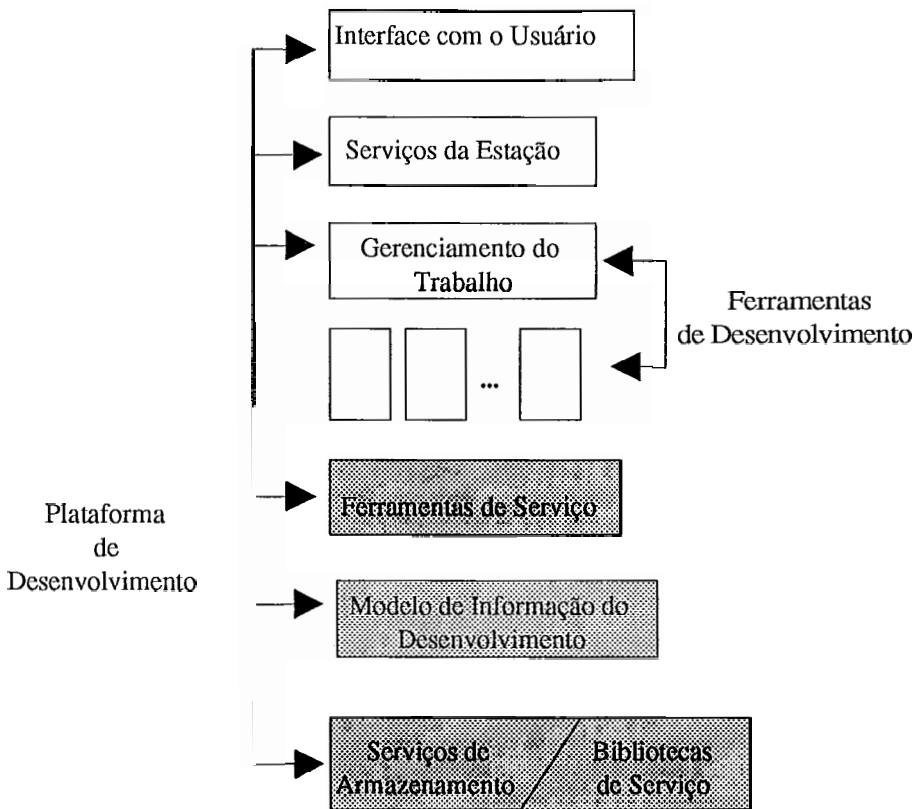 Interface com o Usuário
Serviços da Estação
Gerenciamento do
Trabalho
Ferramentas
de Desenvolvimento
...
Ferramentas de Serviço
Plataforma
de
Desenvolvimento
Modelo de Informação do
Desenvolvimento
Serviços de
Armazenamento
Bibliotecas
de Serviço